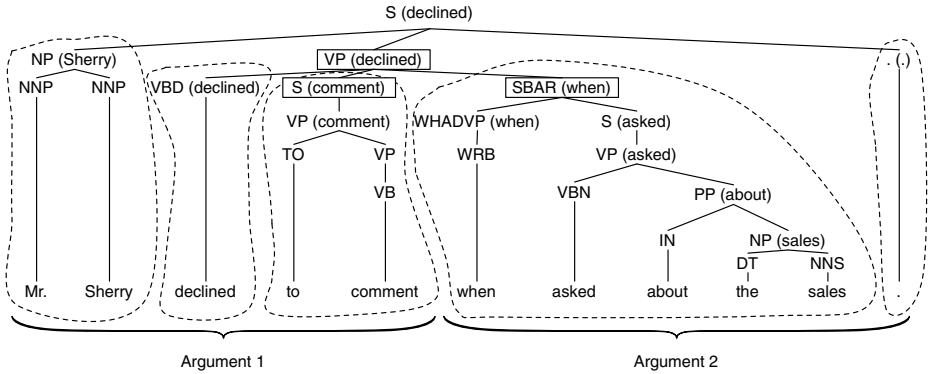 S (declined)
NP (Sherry) VP (declined) . (.)
NNP NNP VBD (declined) S (comment) SBAR (when)
VP (comment) WHADVP (when) S (asked)
TO VP WRB VP (asked)
VB VBN PP (about)
IN NP (sales)
DT NNS
Mr. Sherry declined to comment when asked about the sales .
Argument 1 Argument 2